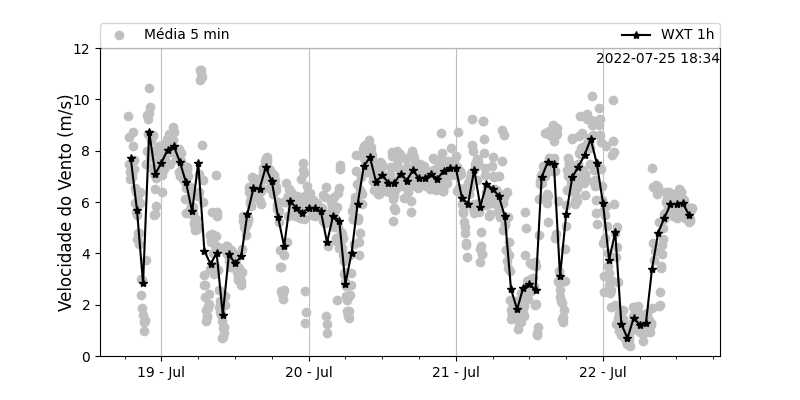 Média 5 min
WXT 1h
2022-07-25 18:34
Velocidade do Vento (m/s)
12
10
8
6
4
2
0
19 - Jul
20 - Jul
21 - Jul
22 - Jul